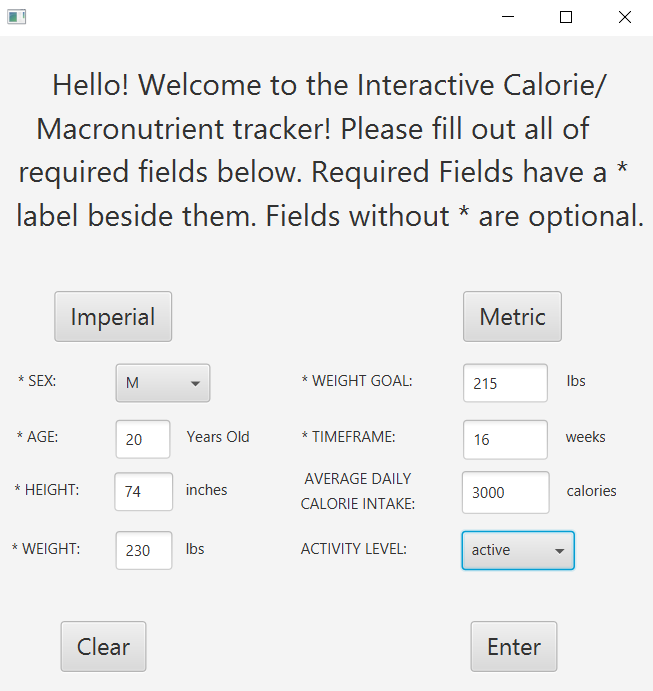 Hello! Welcome to the Interactive Calorie/
Macronutrient tracker! Please fill out all of
required fields below. Required Fields have a *
label beside them. Fields without * are optional.
Imperial
Metric
* SEX:
M
* WEIGHT GOAL:
215
lbs
* AGE:
20
Years Old
* TIMEFRAME:
16
weeks
* HEIGHT:
74
inches
AVERAGE DAILY
CALORIE INTAKE:
3000
calories
* WEIGHT:
230
lbs
ACTIVITY LEVEL:
active
Clear
Enter